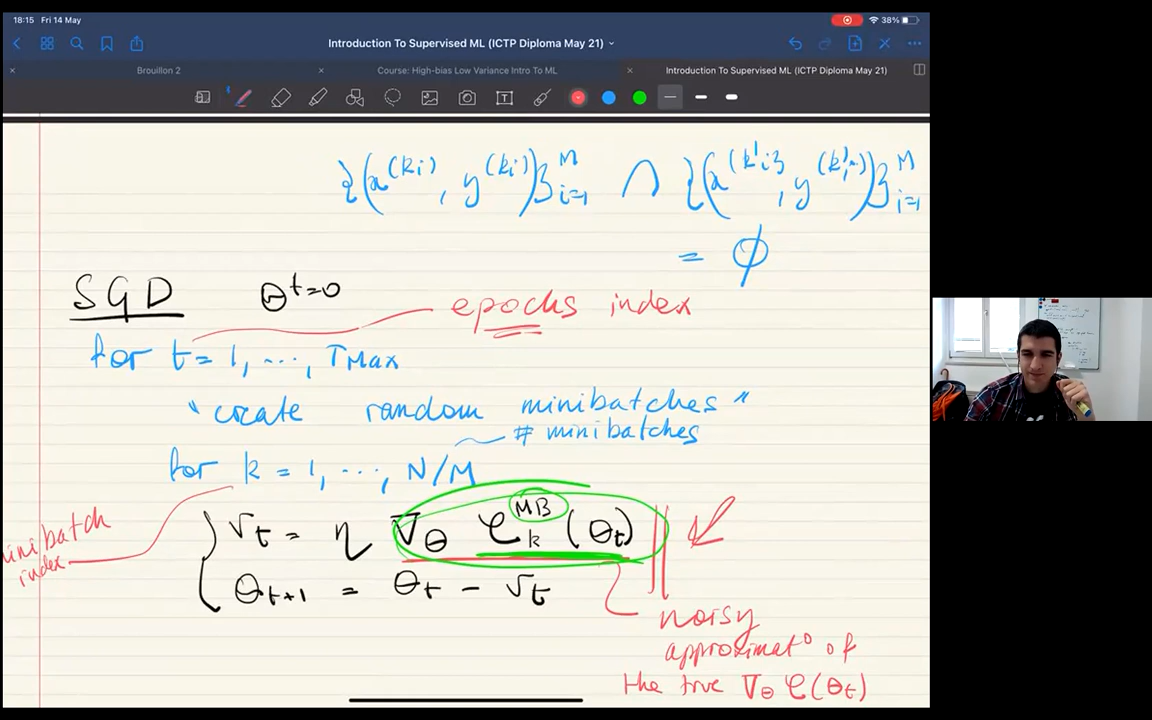 18:15 Fri 14 May
38%
Introduction To Supervised ML (ICTP Diploma May 21)
Brouillon 2
Course: High-bias Low Variance Intro To ML
Introduction To Supervised ML (ICTP Diploma May 21)
{(x^(ki), y^(ki))}_{i=1}^M ∩ {(x^(k'i), y^(k'i))}_{i=1}^M
= ∅
SGD θ^{t=0}
epochs index
for t = 1, ..., TMax
"create random minibatches"
# minibatches
for k = 1, ..., N/M
minibatch
index
v_t = η ∇_θ C_k^{MB} (θ_t)
θ_{t+1} = θ_t - v_t
noisy
approximat° of
the true ∇_θ C(θ_t)